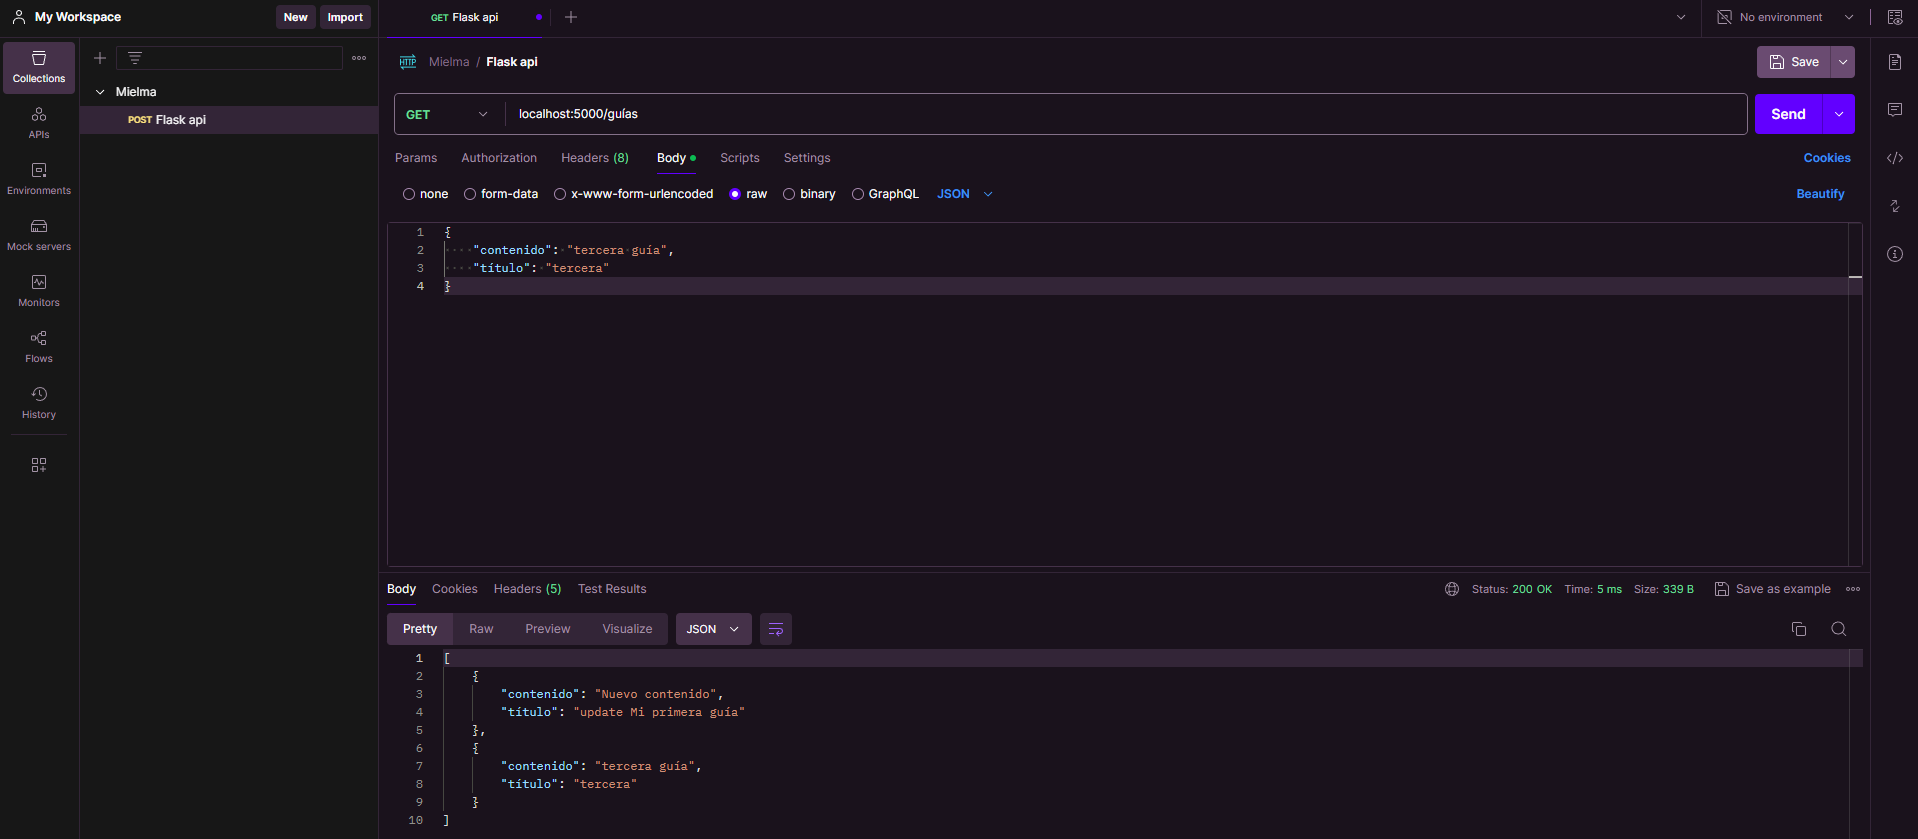 My Workspace
New
Import
GET Flask api
No environment
Collections
APIs
Environments
Mock servers
Monitors
Flows
History
Mielma
POST Flask api
HTTP
Mielma / Flask api
Save
GET
localhost:5000/guías
Send
Params
Authorization
Headers (8)
Body
Scripts
Settings
Cookies
none
form-data
x-www-form-urlencoded
raw
binary
GraphQL
JSON
Beautify
1 {
2 "contenido": "tercera guía",
3 "título": "tercera"
4 }
Body
Cookies
Headers (5)
Test Results
Status: 200 OK
Time: 5 ms
Size: 339 B
Save as example
Pretty
Raw
Preview
Visualize
JSON
1 [
2 {
3 "contenido": "Nuevo contenido",
4 "título": "update Mi primera guía"
5 },
6 {
7 "contenido": "tercera guía",
8 "título": "tercera"
9 }
10 ]